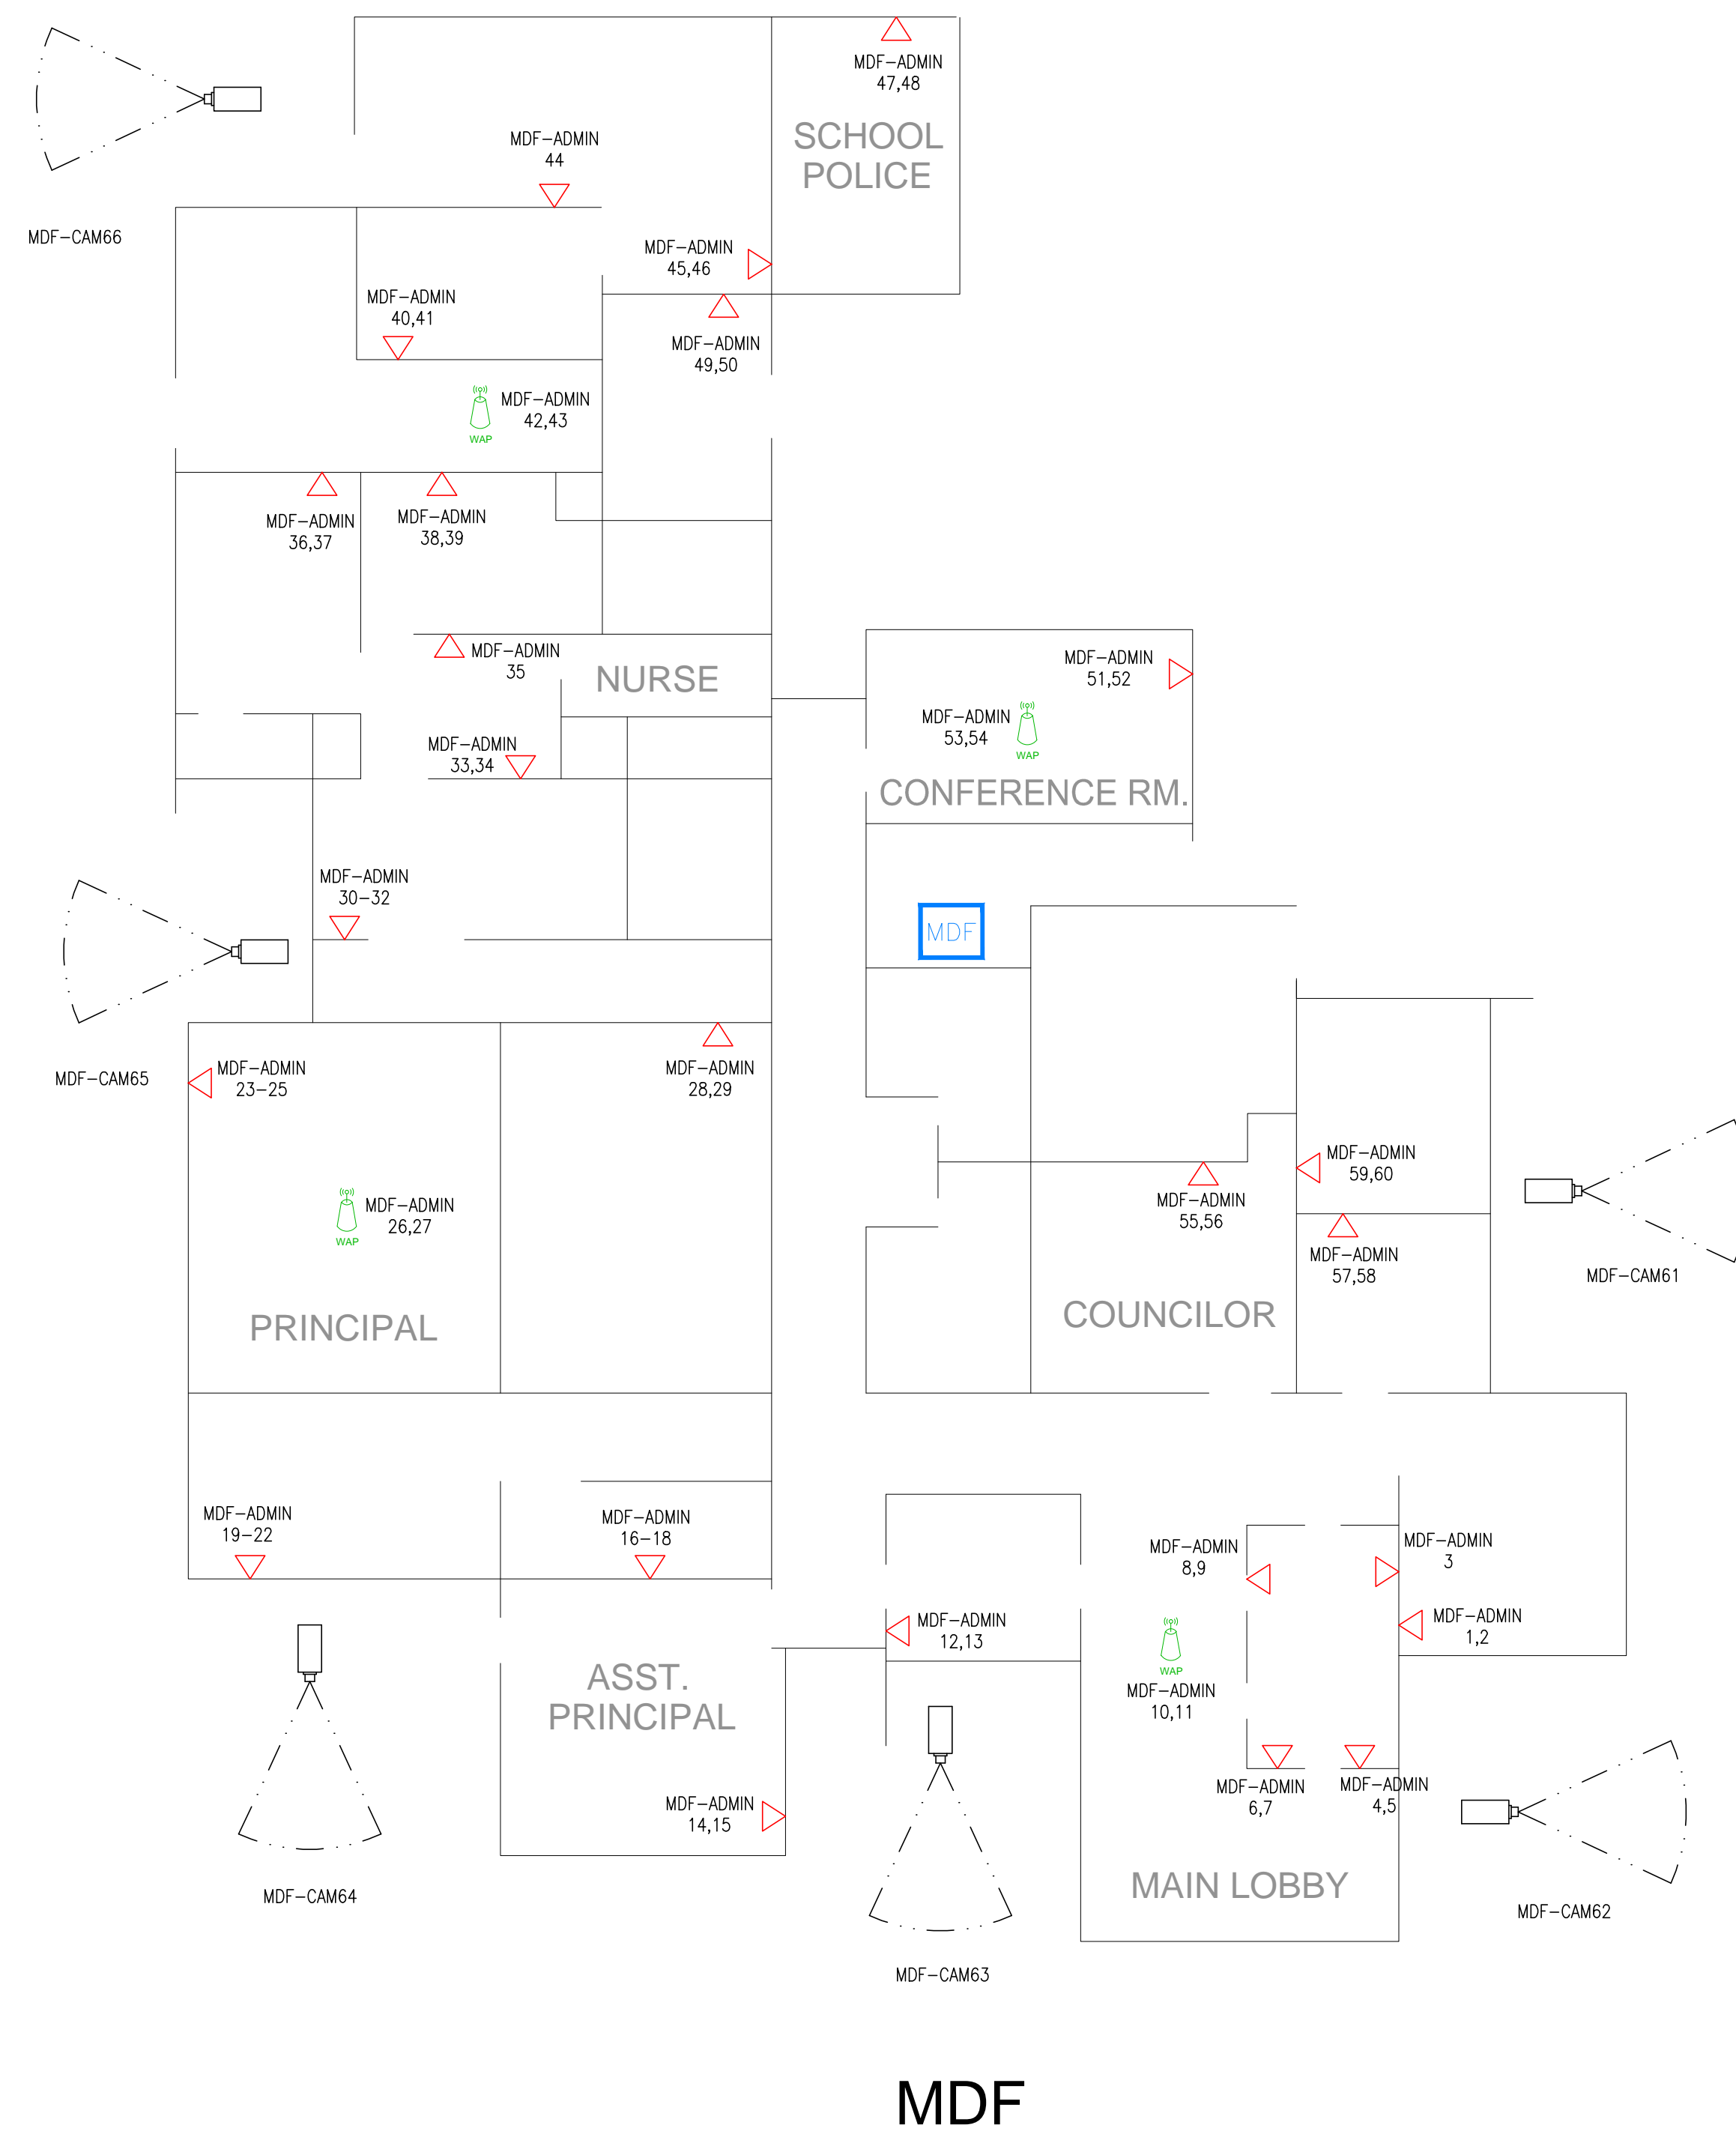 MDF-ADMIN
47,48
SCHOOL
POLICE
MDF-ADMIN
44
MDF-CAM66
MDF-ADMIN
45,46
MDF-ADMIN
40,41
MDF-ADMIN
49,50
MDF-ADMIN
42,43
WAP
MDF-ADMIN
36,37
MDF-ADMIN
38,39
MDF-ADMIN
35
NURSE
MDF-ADMIN
51,52
MDF-ADMIN
53,54
WAP
CONFERENCE RM.
MDF-ADMIN
33,34
MDF-ADMIN
30-32
MDF
MDF-CAM65
MDF-ADMIN
23-25
MDF-ADMIN
28,29
MDF-ADMIN
59,60
MDF-ADMIN
55,56
MDF-ADMIN
26,27
WAP
MDF-ADMIN
57,58
MDF-CAM61
PRINCIPAL
COUNCILOR
MDF-ADMIN
19-22
MDF-ADMIN
16-18
MDF-ADMIN
8,9
MDF-ADMIN
3
MDF-ADMIN
12,13
MDF-ADMIN
1,2
WAP
MDF-ADMIN
10,11
ASST.
PRINCIPAL
MDF-ADMIN
14,15
MDF-ADMIN
6,7
MDF-ADMIN
4,5
MAIN LOBBY
MDF-CAM64
MDF-CAM62
MDF-CAM63
MDF